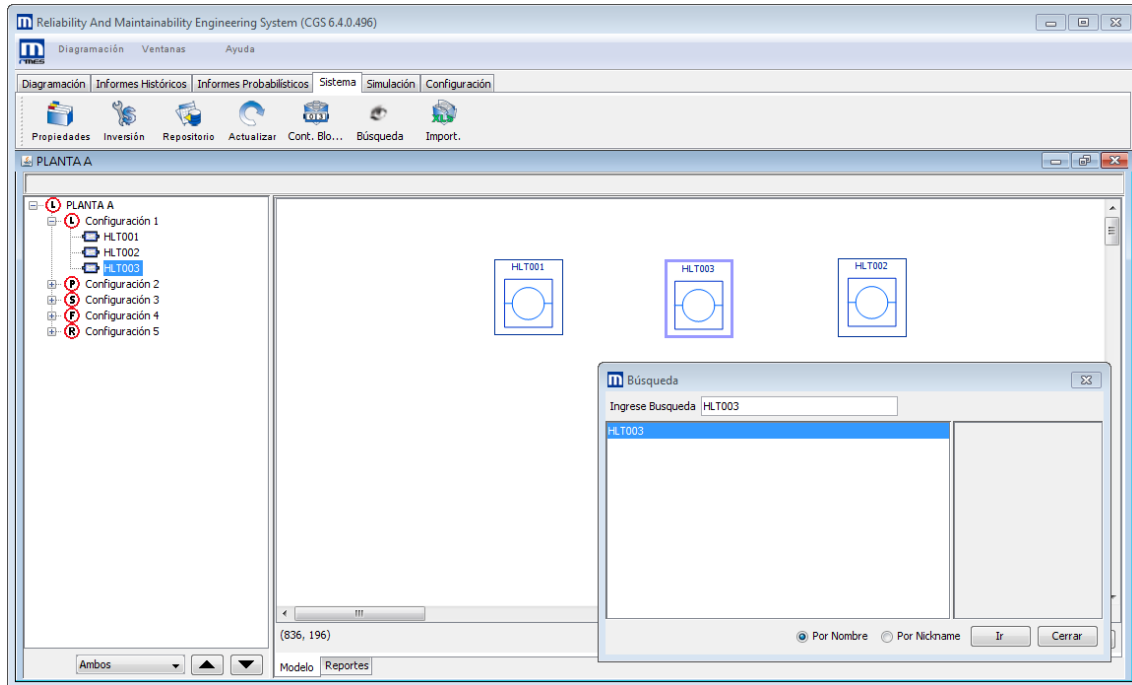 Reliability And Maintainability Engineering System (CGS 6.4.0.496)
Diagramación Ventanas Ayuda
Diagramación Informes Históricos Informes Probabilísticos Sistema Simulación Configuración
Propiedades Inversión Repositorio Actualizar Cont. Blo... Búsqueda Import.
PLANTA A
PLANTA A
Configuración 1
HLT001
HLT002
HLT003
Configuración 2
Configuración 3
Configuración 4
Configuración 5
HLT001 HLT003 HLT002
Búsqueda
Ingrese Busqueda HLT003
HLT003
Por Nombre Por Nickname Ir Cerrar
(836, 196)
Ambos
Modelo Reportes